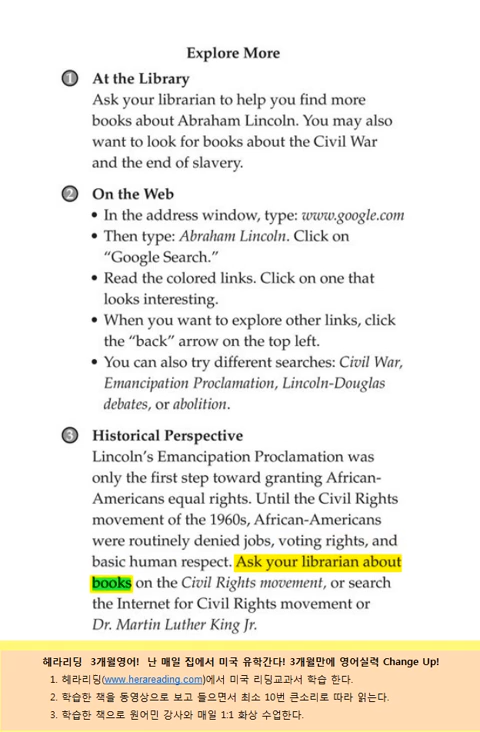 Explore More
1 At the Library
Ask your librarian to help you find more
books about Abraham Lincoln. You may also
want to look for books about the Civil War
and the end of slavery.
2 On the Web
• In the address window, type: www.google.com
• Then type: Abraham Lincoln. Click on
“Google Search.”
• Read the colored links. Click on one that
looks interesting.
• When you want to explore other links, click
the “back” arrow on the top left.
• You can also try different searches: Civil War,
Emancipation Proclamation, Lincoln-Douglas
debates, or abolition.
3 Historical Perspective
Lincoln’s Emancipation Proclamation was
only the first step toward granting African-
Americans equal rights. Until the Civil Rights
movement of the 1960s, African-Americans
were routinely denied jobs, voting rights, and
basic human respect. Ask your librarian about
books on the Civil Rights movement, or search
the Internet for Civil Rights movement or
Dr. Martin Luther King Jr.
헤라리딩 3개월영어! 난 매일 집에서 미국 유학간다! 3개월만에 영어실력 Change Up!
1. 헤라리딩(www.herareading.com)에서 미국 리딩교과서 학습 한다.
2. 학습한 책을 동영상으로 보고 들으면서 최소 10번 큰소리로 따라 읽는다.
3. 학습한 책으로 원어민 강사와 매일 1:1 화상 수업한다.